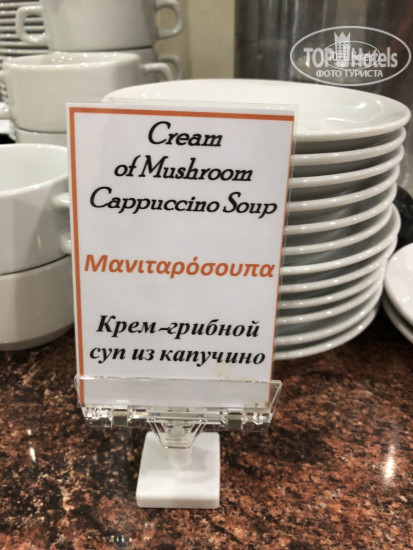 TOPHotels
ФОТО ТУРИСТА
Cream
of Mushroom
Cappuccino Soup
Μανιταρόσουπα
Крем-грибной
суп из капучино